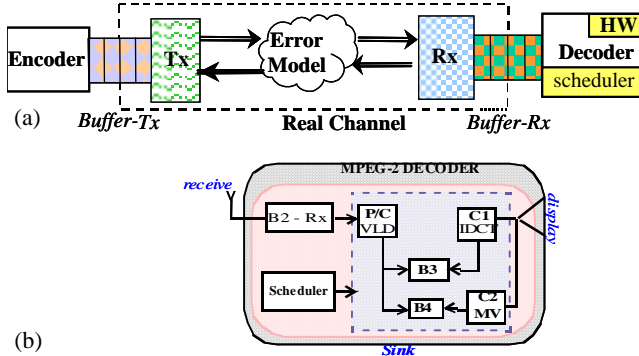 HW
Encoder
Tx
Error
Model
Rx
Decoder
scheduler
(a)
Buffer-Tx
Real Channel
Buffer-Rx
MPEG-2 DECODER
receive
display
B2 - Rx
P/C
VLD
C1
IDCT
B3
Scheduler
B4
C2
MV
(b)
Sink